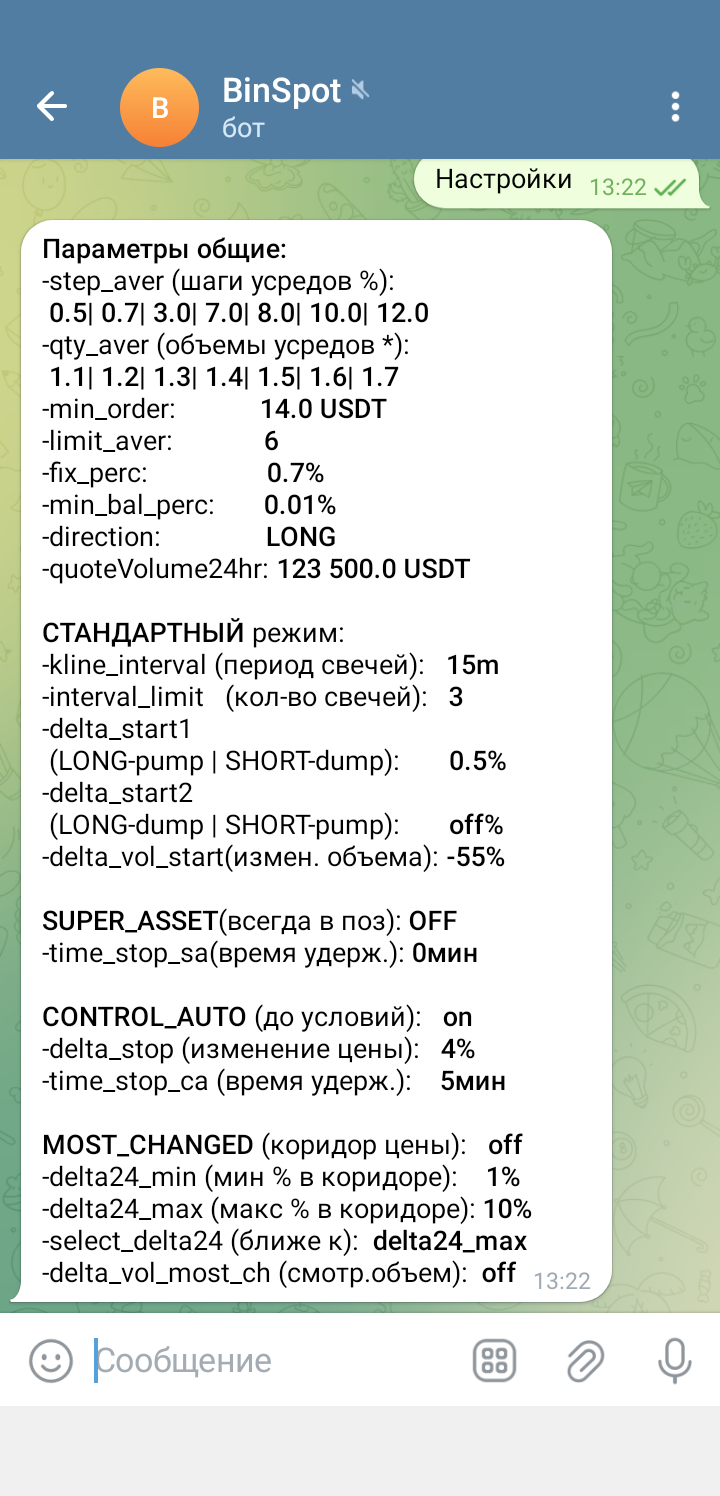 BinSpot
B
бот
Настройки 13:22
Параметры общие:
-step_aver (шаги усредов %):
0.5| 0.7| 3.0| 7.0| 8.0| 10.0| 12.0
-qty_aver (объемы усредов *):
1.1| 1.2| 1.3| 1.4| 1.5| 1.6| 1.7
-min_order: 14.0 USDT
-limit_aver: 6
-fix_perc: 0.7%
-min_bal_perc: 0.01%
-direction: LONG
-quoteVolume24hr: 123 500.0 USDT
СТАНДАРТНЫЙ режим:
-kline_interval (период свечей): 15m
-interval_limit (кол-во свечей): 3
-delta_start1
(LONG-pump | SHORT-dump): 0.5%
-delta_start2
(LONG-dump | SHORT-pump): off%
-delta_vol_start(измен. объема): -55%
SUPER_ASSET(всегда в поз): OFF
-time_stop_sa(время удерж.): 0мин
CONTROL_AUTO (до условий): on
-delta_stop (изменение цены): 4%
-time_stop_ca (время удерж.): 5мин
MOST_CHANGED (коридор цены): off
-delta24_min (мин % в коридоре): 1%
-delta24_max (макс % в коридоре): 10%
-select_delta24 (ближе к): delta24_max
-delta_vol_most_ch (смотр.объем): off 13:22
Сообщение